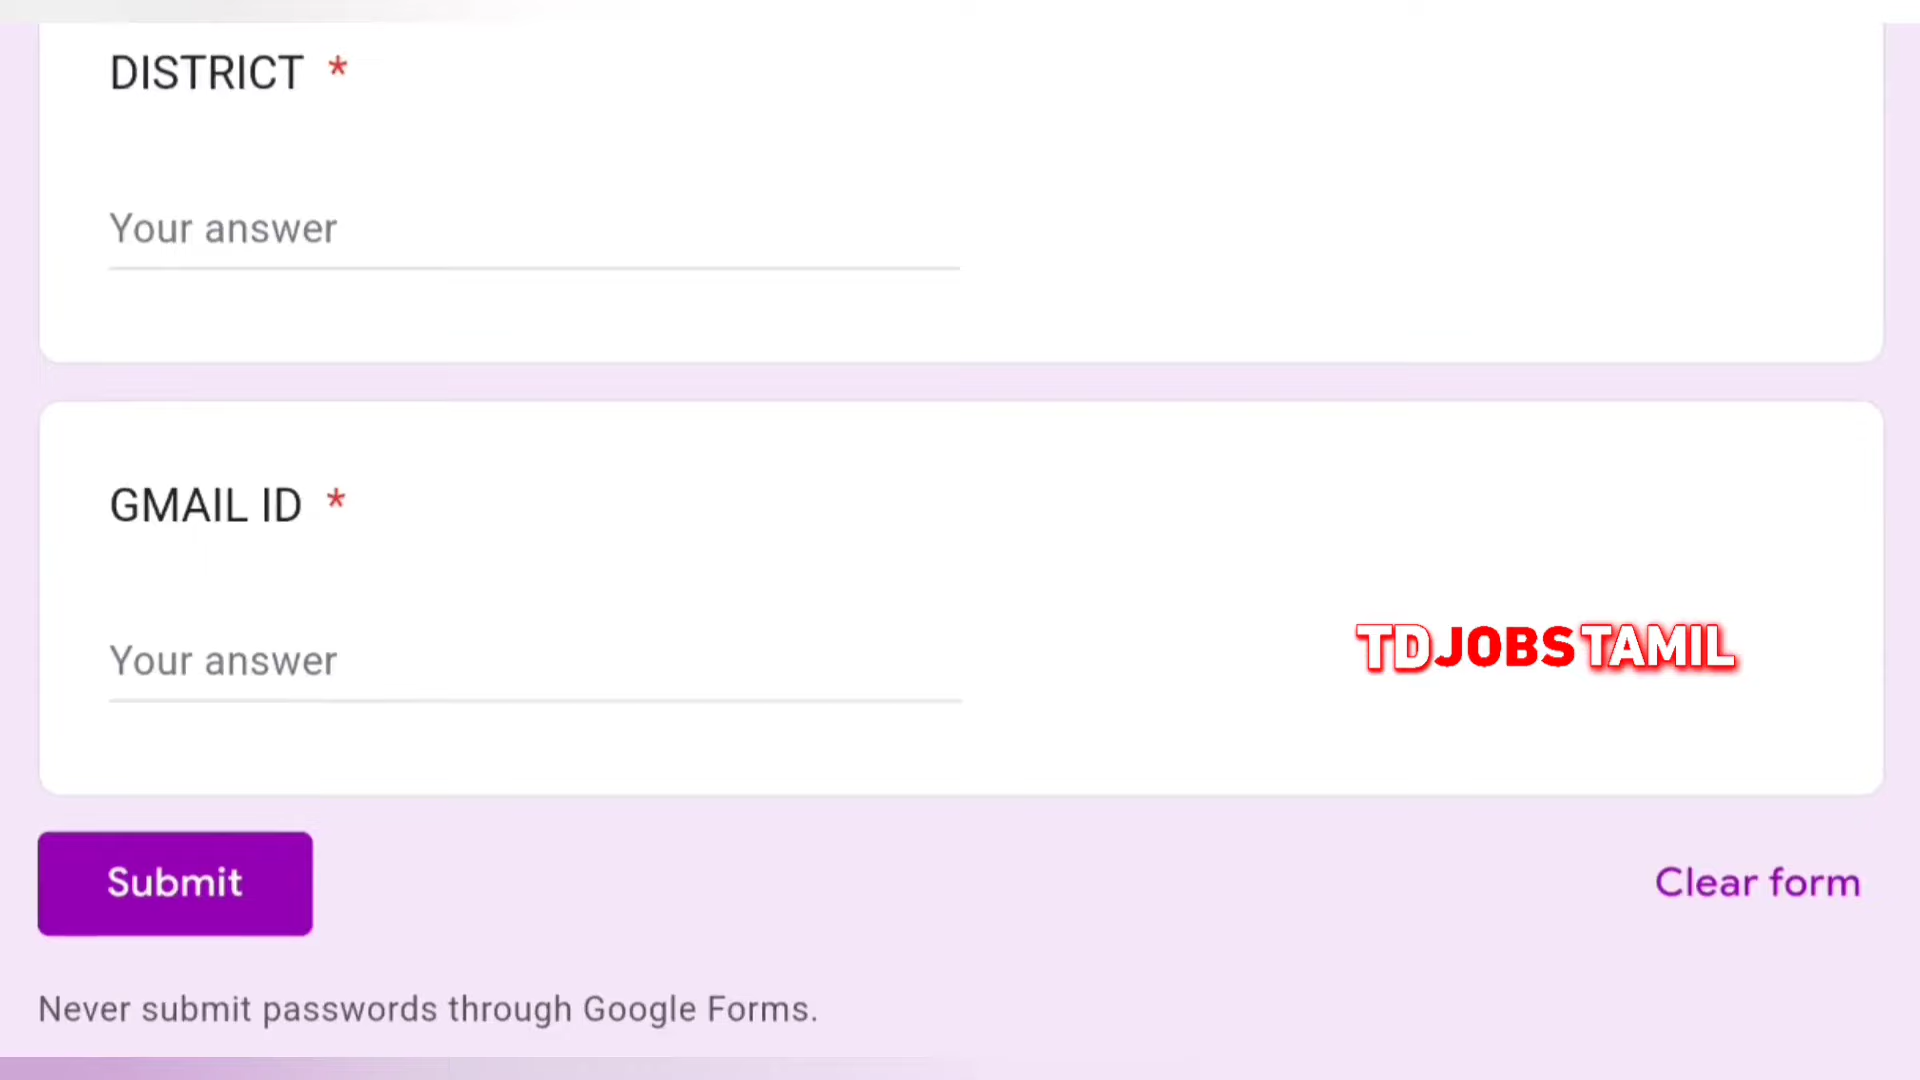 DISTRICT *
Your answer
GMAIL ID *
Your answer
TDJOBSTAMIL
Submit
Clear form
Never submit passwords through Google Forms.